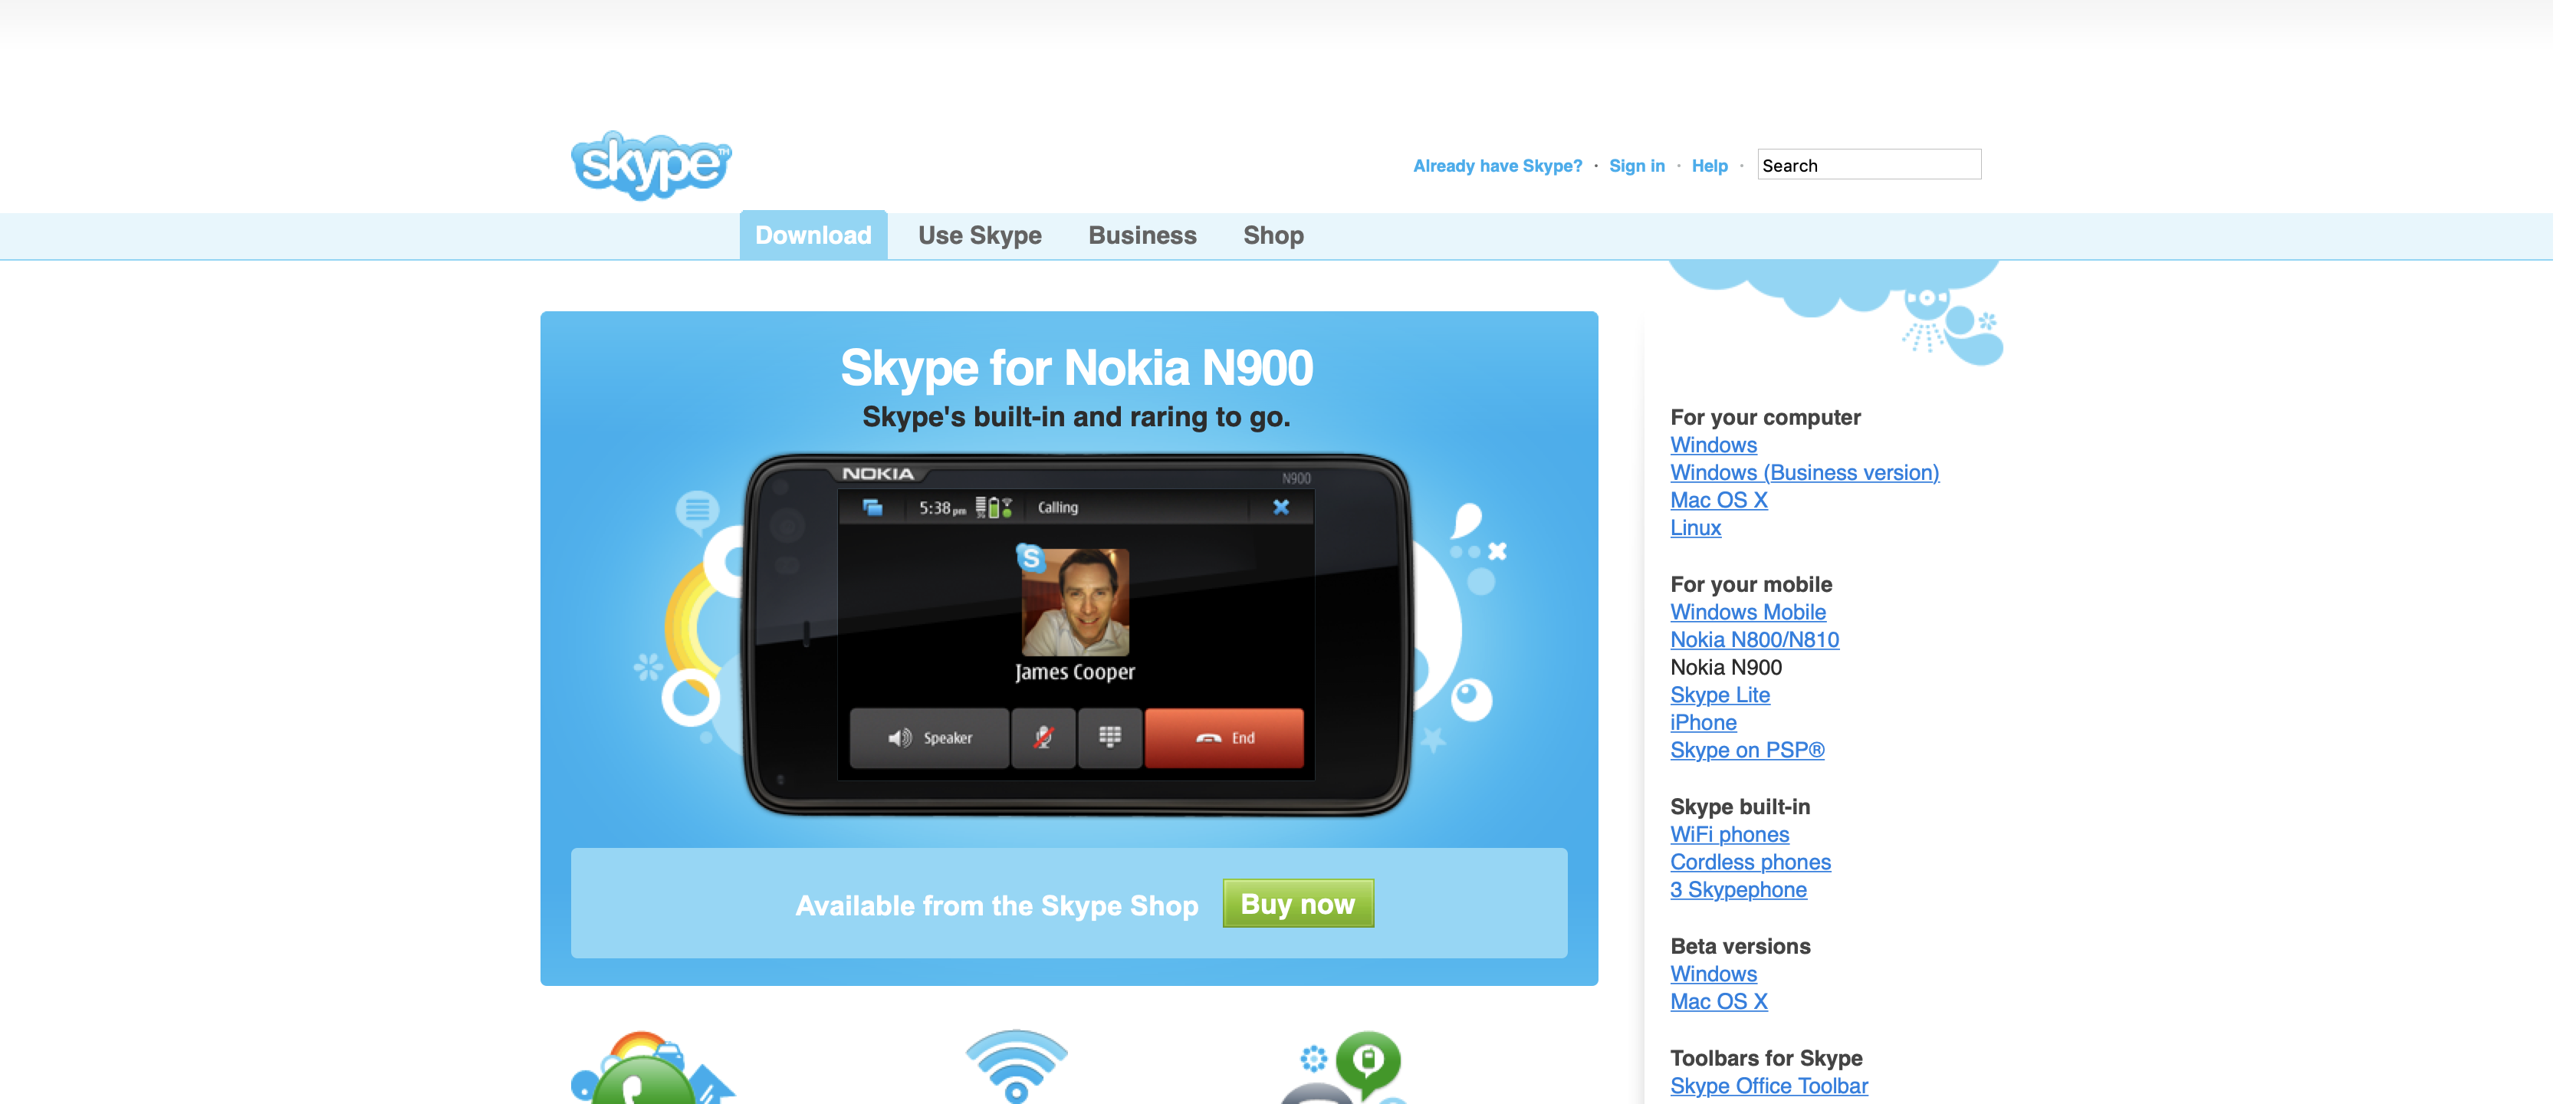 skype™
Already have Skype? · Sign in · Help · Search
Download Use Skype Business Shop
Skype for Nokia N900
Skype's built-in and raring to go.
NOKIA
N900
5:38 pm Calling
S
James Cooper
Speaker End
Available from the Skype Shop Buy now
For your computer
Windows
Windows (Business version)
Mac OS X
Linux
For your mobile
Windows Mobile
Nokia N800/N810
Nokia N900
Skype Lite
iPhone
Skype on PSP®
Skype built-in
WiFi phones
Cordless phones
3 Skypephone
Beta versions
Windows
Mac OS X
Toolbars for Skype
Skype Office Toolbar